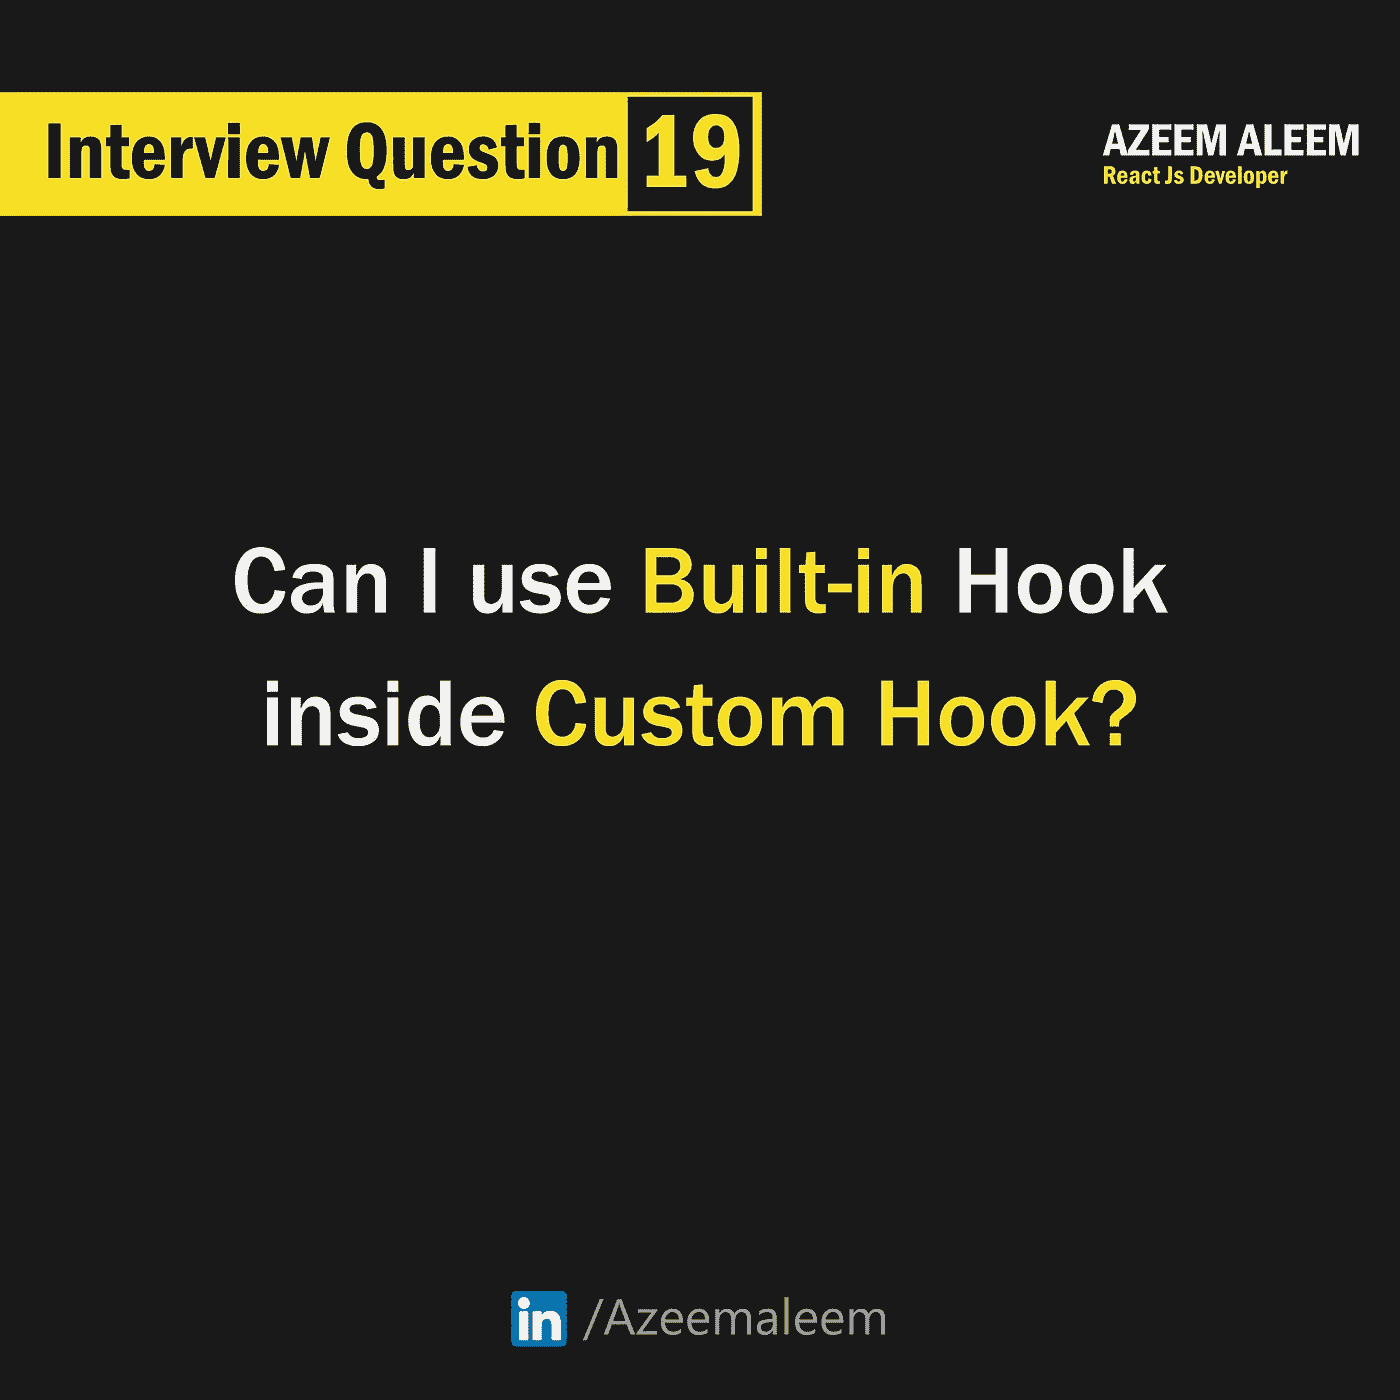 Interview Question 19
AZEEM ALEEM
React Js Developer
Can I use Built-in Hook
inside Custom Hook?
in /Azeemaleem